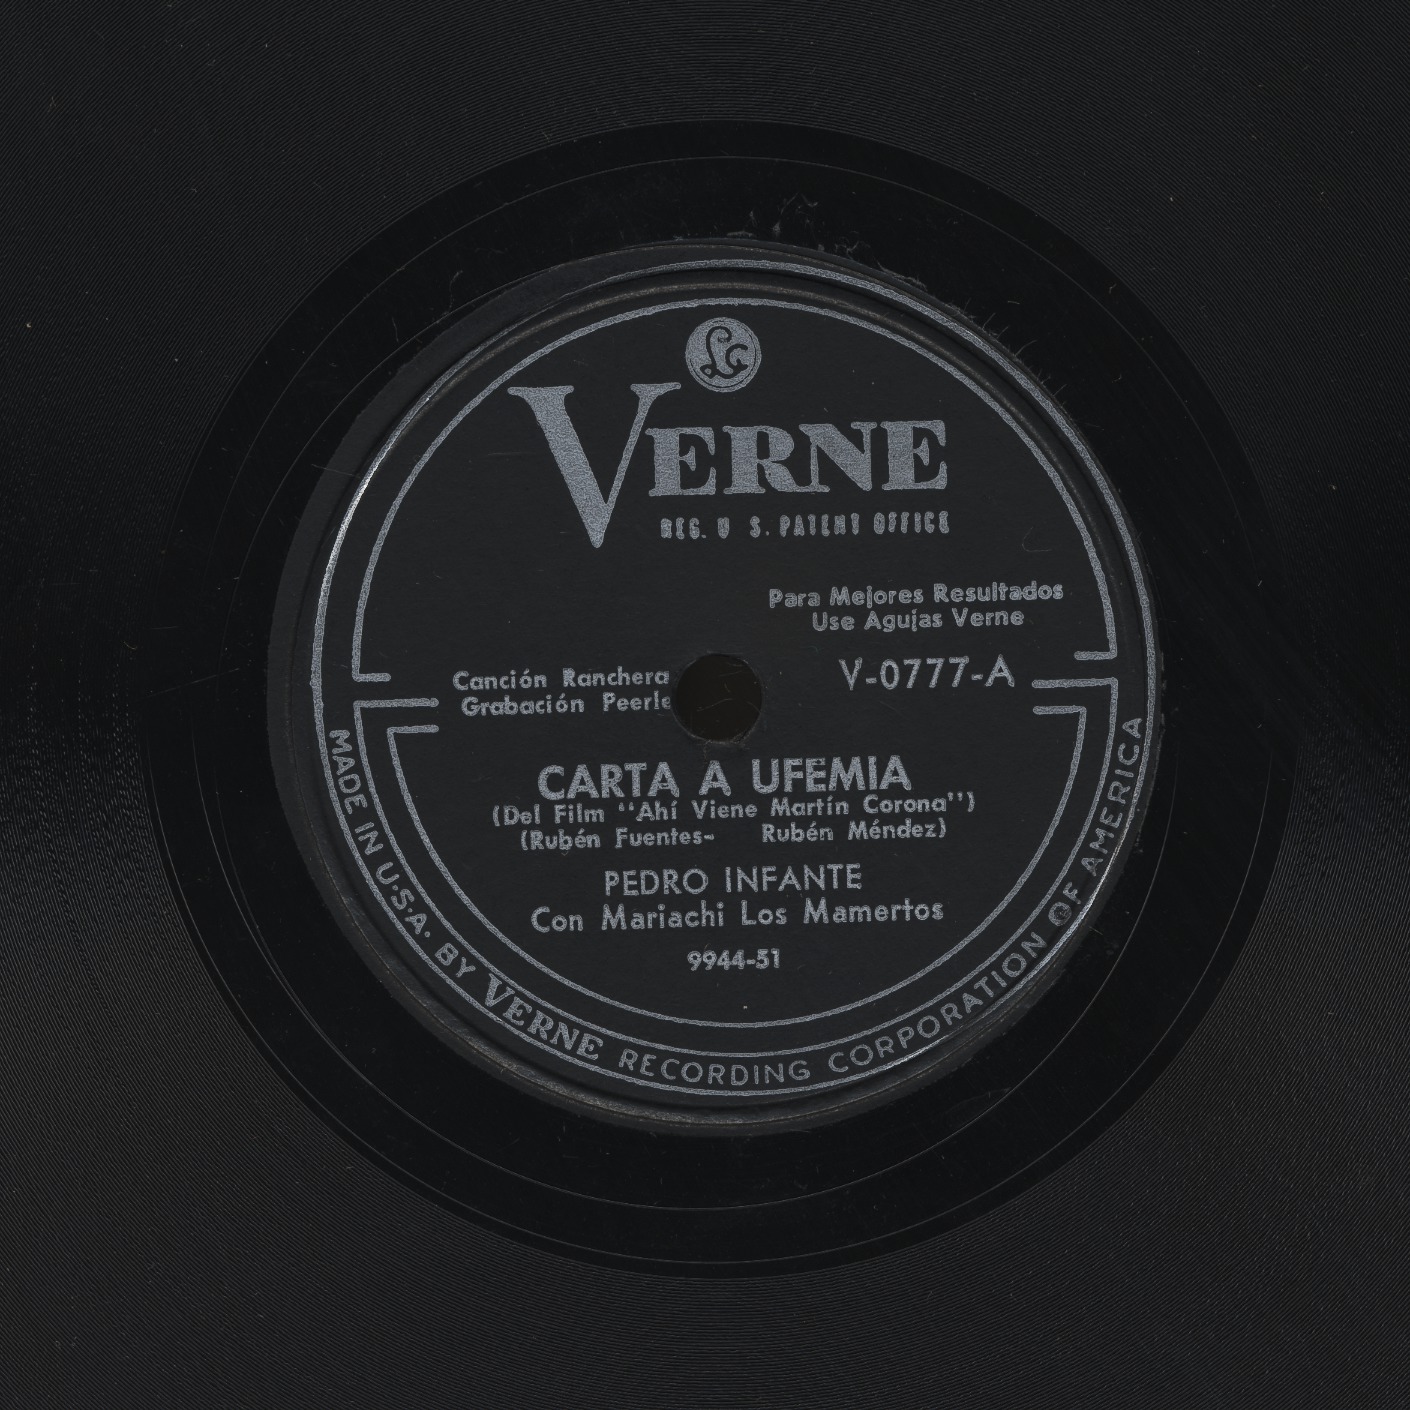 VERNE
REG. U S. PATENT OFFICE
Para Mejores Resultados
Use Agujas Verne
Canción Ranchera
Grabación Peerle
V-0777-A
CARTA A UFEMIA
(Del Film "Ahí Viene Martín Corona")
(Rubén Fuentes- Rubén Méndez)
PEDRO INFANTE
Con Mariachi Los Mamertos
9944-51
MADE IN U.S.A. BY VERNE RECORDING CORPORATION OF AMERICA